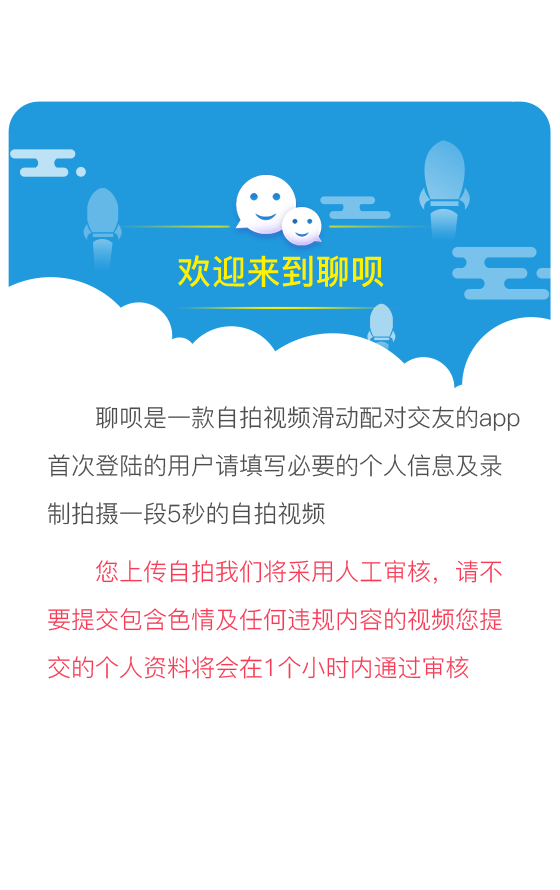 欢迎来到聊呗
聊呗是一款自拍视频滑动配对交友的app
首次登陆的用户请填写必要的个人信息及录
制拍摄一段5秒的自拍视频
您上传自拍我们将采用人工审核，请不
要提交包含色情及任何违规内容的视频您提
交的个人资料将会在1个小时内通过审核